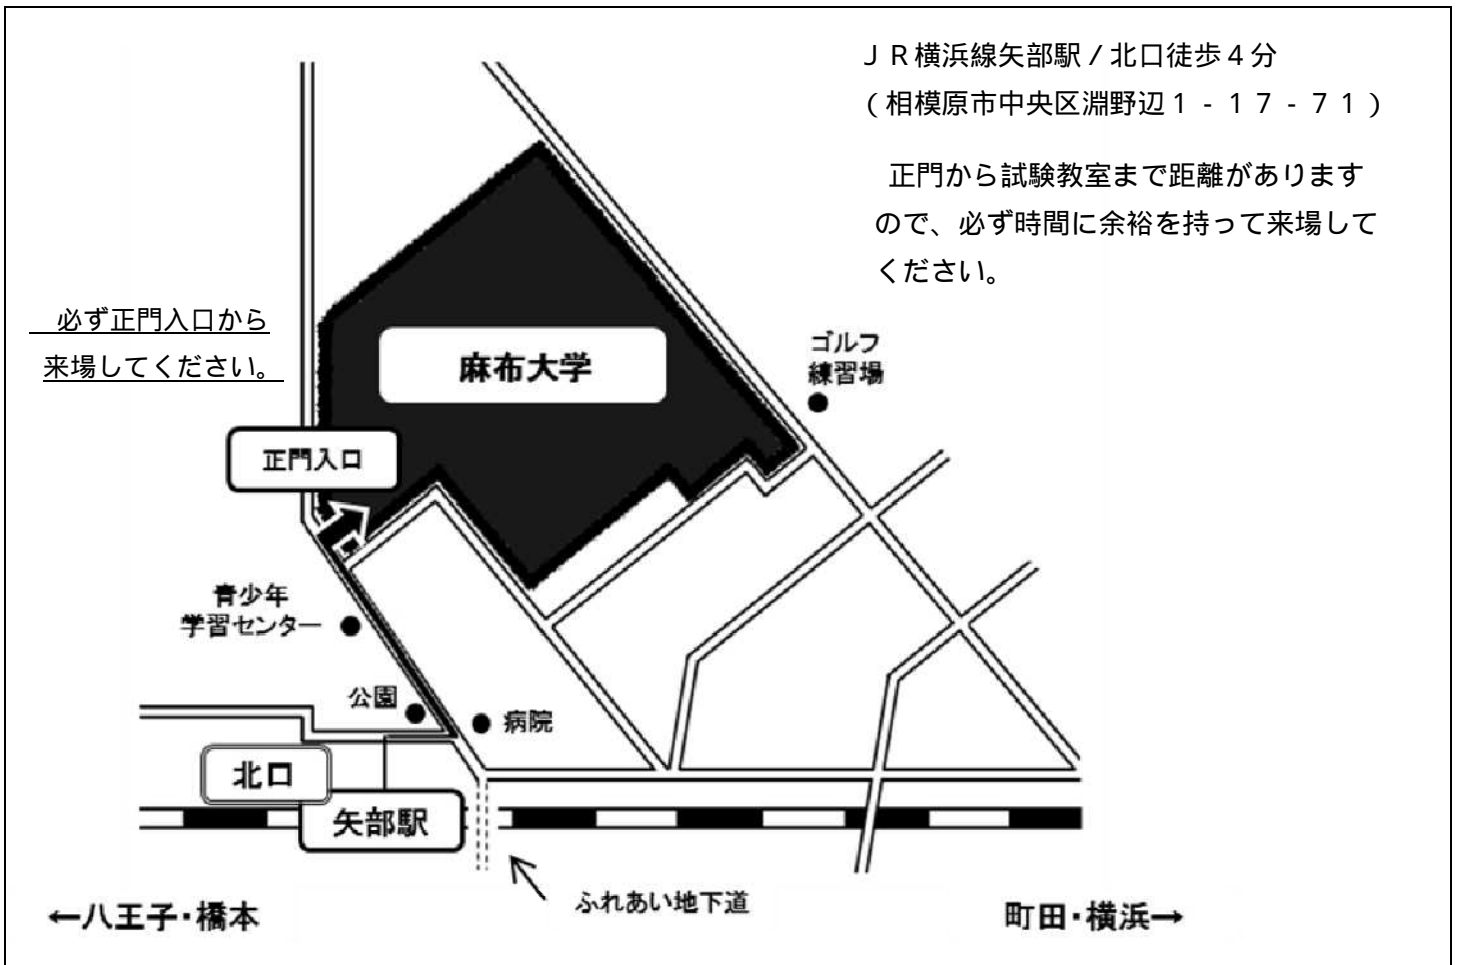 ＪＲ横浜線矢部駅／北口徒歩４分
（相模原市中央区淵野辺１‐１７‐７１）
正門から試験教室まで距離があります
ので、必ず時間に余裕を持って来場して
ください。
必ず正門入口から
来場してください。
麻布大学
ゴルフ
練習場
正門入口
青少年
学習センター
公園
病院
北口
矢部駅
ふれあい地下道
←八王子・橋本
町田・横浜→